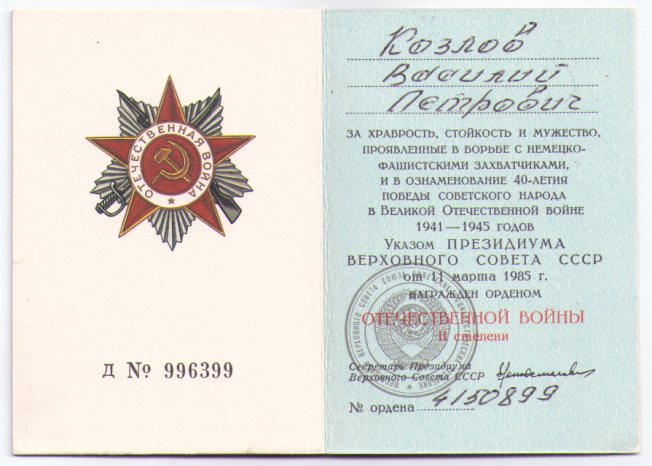 ОТЕЧЕСТВЕННАЯ ВОЙНА
Д № 996399
Козлов
Василий
Петрович
ЗА ХРАБРОСТЬ, СТОЙКОСТЬ И МУЖЕСТВО,
ПРОЯВЛЕННЫЕ В БОРЬБЕ С НЕМЕЦКО-
ФАШИСТСКИМИ ЗАХВАТЧИКАМИ,
И В ОЗНАМЕНОВАНИЕ 40-ЛЕТИЯ
ПОБЕДЫ СОВЕТСКОГО НАРОДА
В ВЕЛИКОЙ ОТЕЧЕСТВЕННОЙ ВОЙНЕ
1941—1945 ГОДОВ
УКАЗОМ ПРЕЗИДИУМА
ВЕРХОВНОГО СОВЕТА СССР
от 11 марта 1985 г.
НАГРАЖДЕН ОРДЕНОМ
ОТЕЧЕСТВЕННОЙ ВОЙНЫ
II степени
Секретарь Президиума
Верховного Совета СССР
№ ордена 4150899